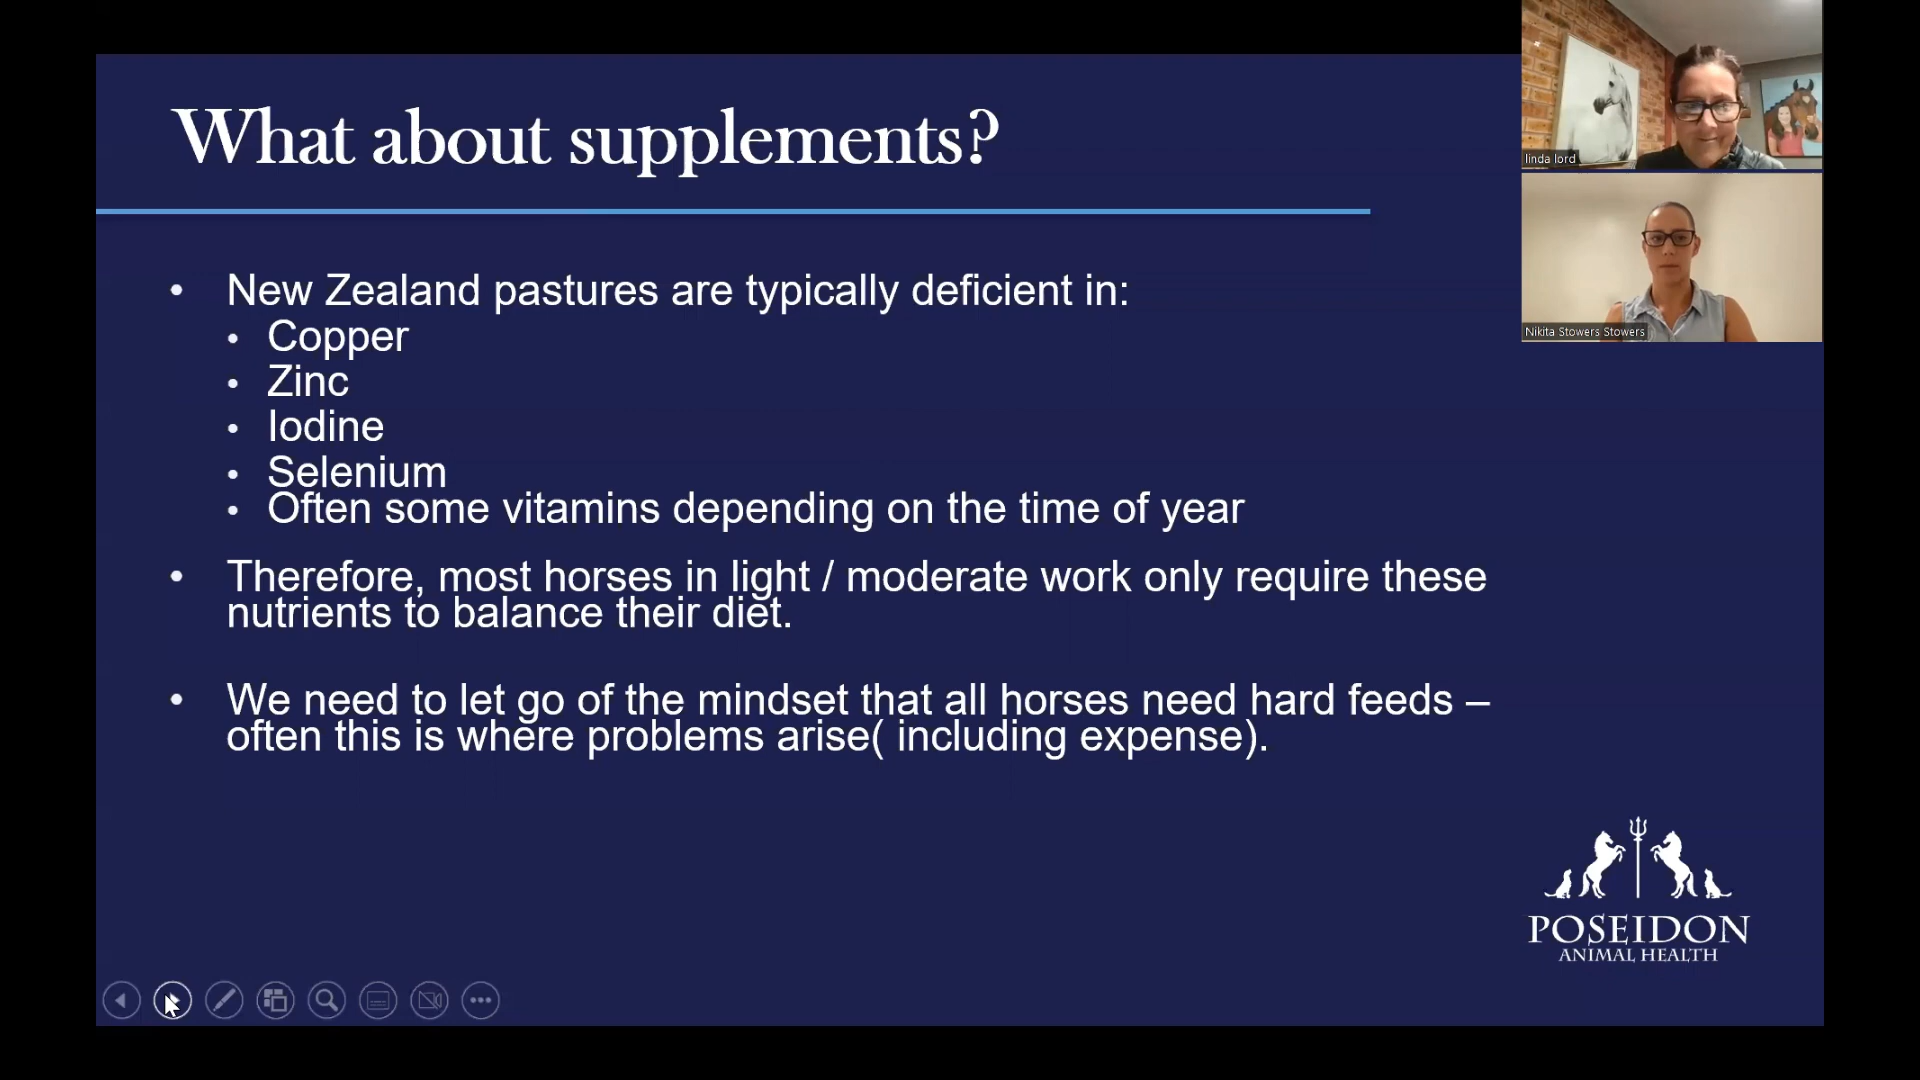 What about supplements?
linda lord
Nikita Stowers Stowers
• New Zealand pastures are typically deficient in:
• Copper
• Zinc
• Iodine
• Selenium
• Often some vitamins depending on the time of year
• Therefore, most horses in light / moderate work only require these
nutrients to balance their diet.
• We need to let go of the mindset that all horses need hard feeds –
often this is where problems arise( including expense).
POSEIDON
ANIMAL HEALTH